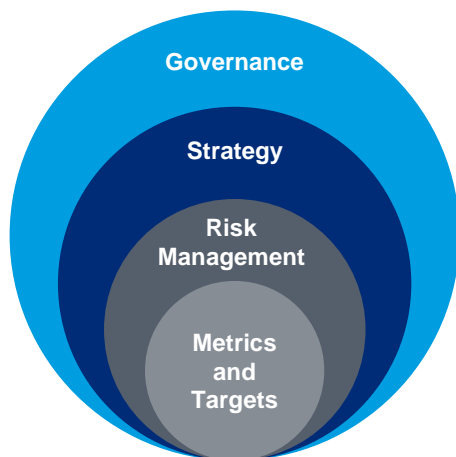 Governance
Strategy
Risk
Management
Metrics
and
Targets